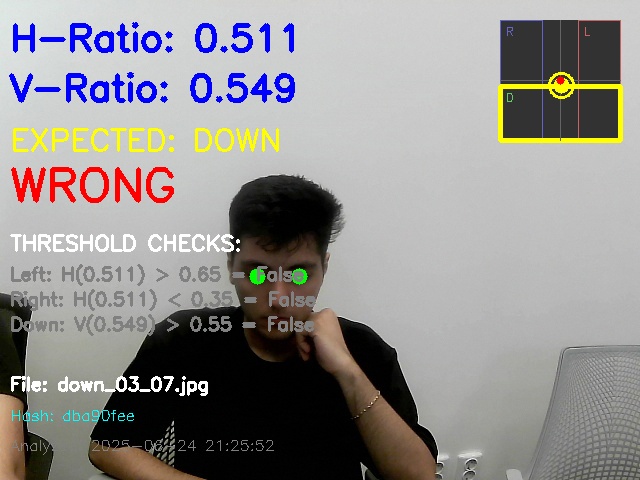 H-Ratio: 0.511
V-Ratio: 0.549
EXPECTED: DOWN
WRONG
THRESHOLD CHECKS:
Left: H(0.511) > 0.65 = False
Right: H(0.511) < 0.35 = False
Down: V(0.549) > 0.55 = False
File: down_03_07.jpg
Hash: dba90fee
2025-06-24 21:25:52
R
L
D